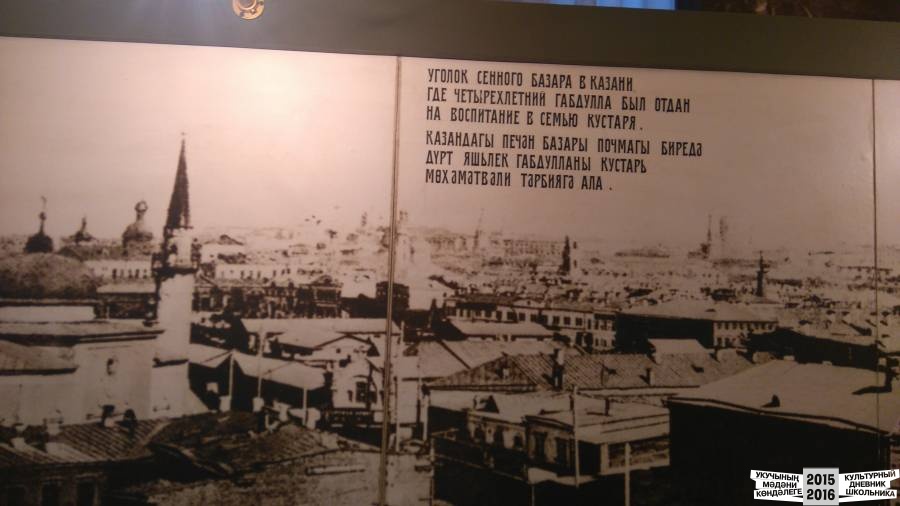 УГОЛОК СЕННОГО БАЗАРА В КАЗАНИ,
ГДЕ ЧЕТЫРЕХЛЕТНИЙ ГАБДУЛЛА БЫЛ ОТДАН
НА ВОСПИТАНИЕ В СЕМЬЮ КУСТАРЯ.
КАЗАНДАГЫ ПЕЧӘН БАЗАРЫ ПОЧМАГЫ БИРЕДӘ
ДҮРТ ЯШЬЛЕК ГАБДУЛЛАНЫ КУСТАРЬ
МӨХӘМӘТВӘЛИ ТӘРБИЯГӘ АЛА.
УКУЧЫНЫҢ
МӘДӘНИ
КӨНДӘЛЕГЕ
2015
2016
КУЛЬТУРНЫЙ
ДНЕВНИК
ШКОЛЬНИКА